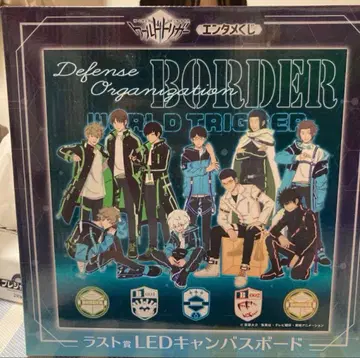 ワールドトリガー エンタメくじ
Defense
Organization
BORDER
WORLD TRIGGER
ラスト賞 LEDキャンバスボード